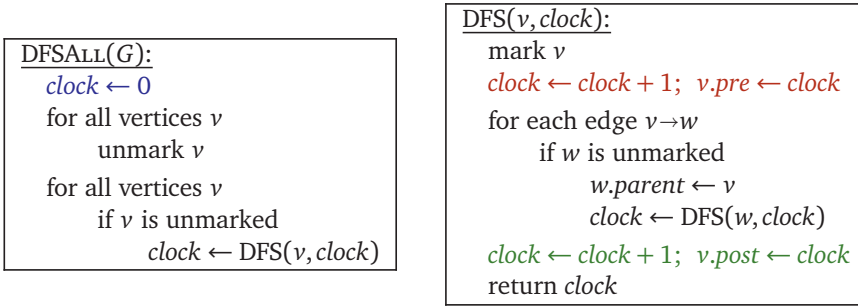 DFSALL(G):
clock ← 0
for all vertices v
unmark v
for all vertices v
if v is unmarked
clock ← DFS(v, clock)
DFS(v, clock):
mark v
clock ← clock + 1; v.pre ← clock
for each edge v→w
if w is unmarked
w.parent ← v
clock ← DFS(w, clock)
clock ← clock + 1; v.post ← clock
return clock